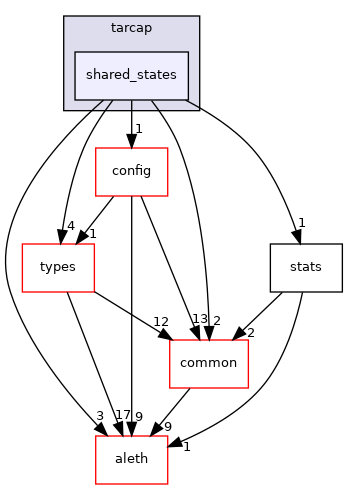 tarcap
shared_states
1
config
4
1
1
types
stats
12
13
2
2
common
3
17
9
9
1
aleth